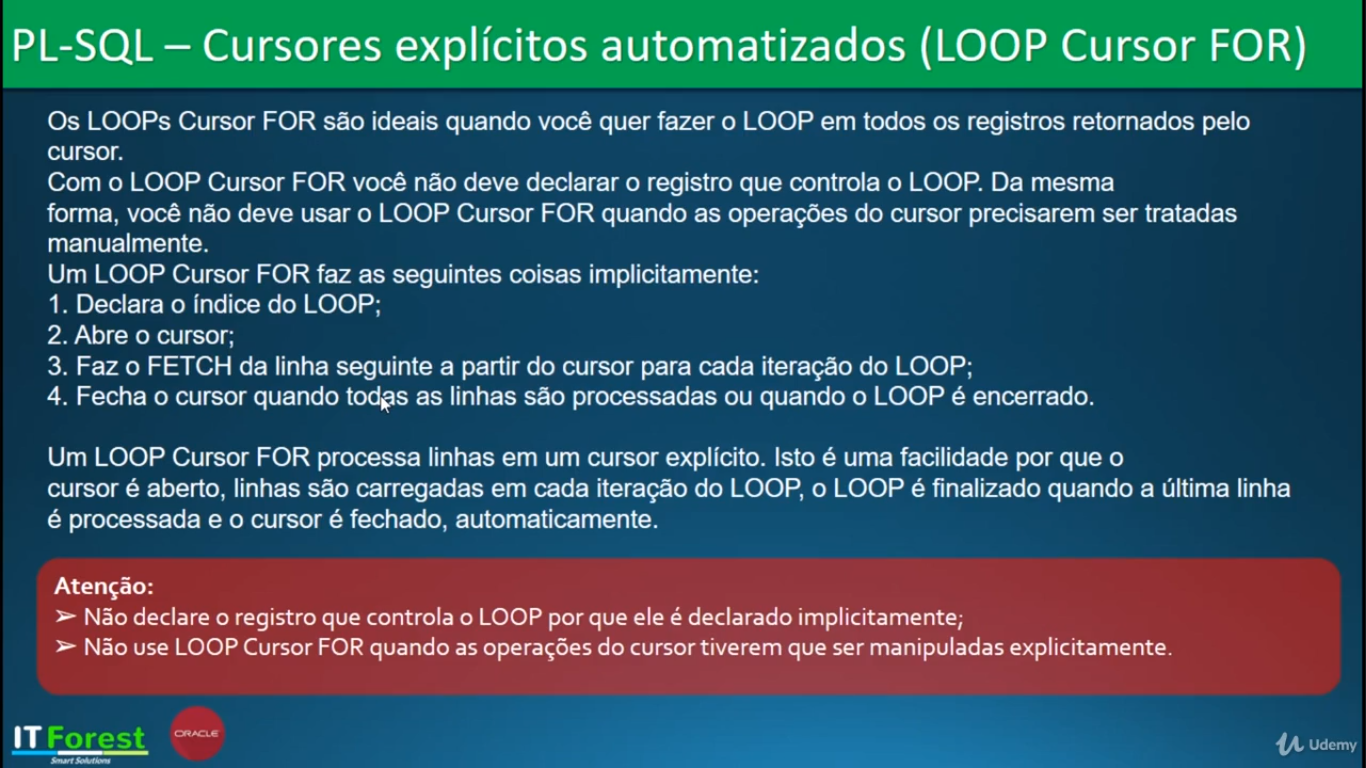 PL-SQL – Cursores explícitos automatizados (LOOP Cursor FOR)
Os LOOPs Cursor FOR são ideais quando você quer fazer o LOOP em todos os registros retornados pelo
cursor.
Com o LOOP Cursor FOR você não deve declarar o registro que controla o LOOP. Da mesma
forma, você não deve usar o LOOP Cursor FOR quando as operações do cursor precisarem ser tratadas
manualmente.
Um LOOP Cursor FOR faz as seguintes coisas implicitamente:
1. Declara o índice do LOOP;
2. Abre o cursor;
3. Faz o FETCH da linha seguinte a partir do cursor para cada iteração do LOOP;
4. Fecha o cursor quando todas as linhas são processadas ou quando o LOOP é encerrado.
Um LOOP Cursor FOR processa linhas em um cursor explícito. Isto é uma facilidade por que o
cursor é aberto, linhas são carregadas em cada iteração do LOOP, o LOOP é finalizado quando a última linha
é processada e o cursor é fechado, automaticamente.
Atenção:
➢ Não declare o registro que controla o LOOP por que ele é declarado implicitamente;
➢ Não use LOOP Cursor FOR quando as operações do cursor tiverem que ser manipuladas explicitamente.
IT Forest
Smart Solutions
ORACLE
Udemy